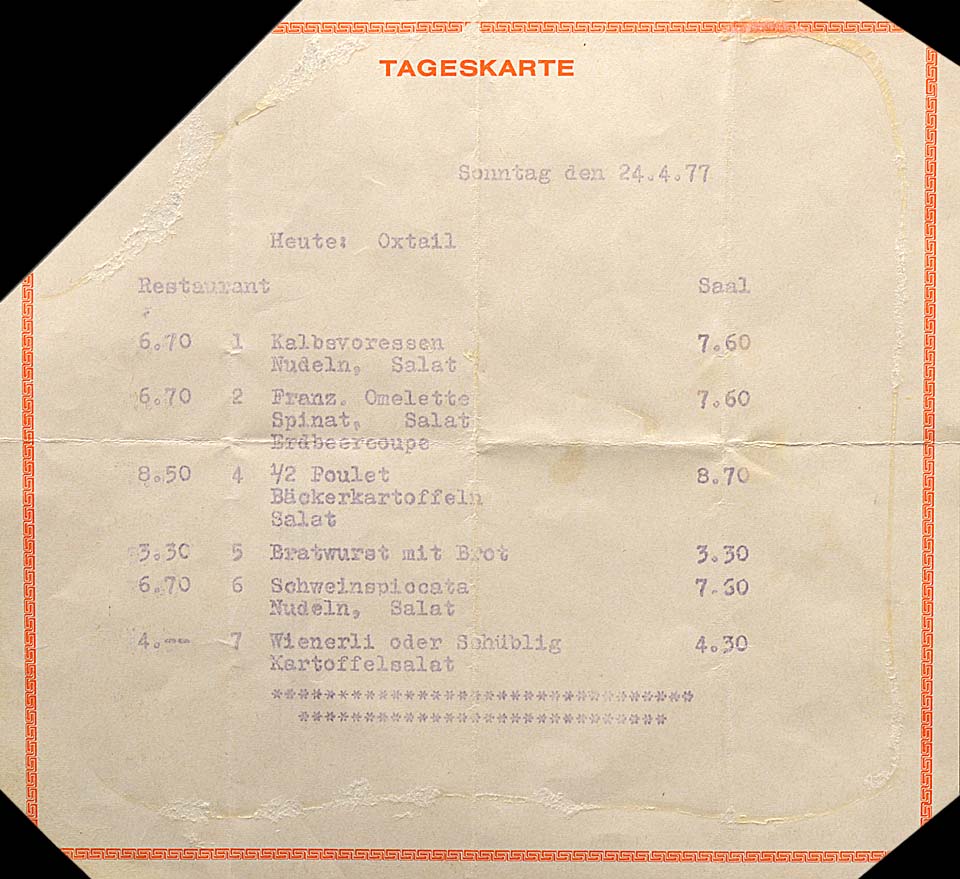 TAGESKARTE
Sonntag den 24.4.77
Heute: Oxtail
Restaurant Saal
6.70 1 Kalbsvoressen 7.60
Nudeln, Salat
6.70 2 Franz. Omelette 7.60
Spinat, Salat
Erdbeercoupe
8.50 4 1/2 Poulet 8.70
Bäckerkartoffeln
Salat
3.30 5 Bratwurst mit Brot 3.30
6.70 6 Schweinspiccata 7.60
Nudeln, Salat
4.-- 7 Wienerli oder Schüblig 4.30
Kartoffelsalat
********************************
****************************